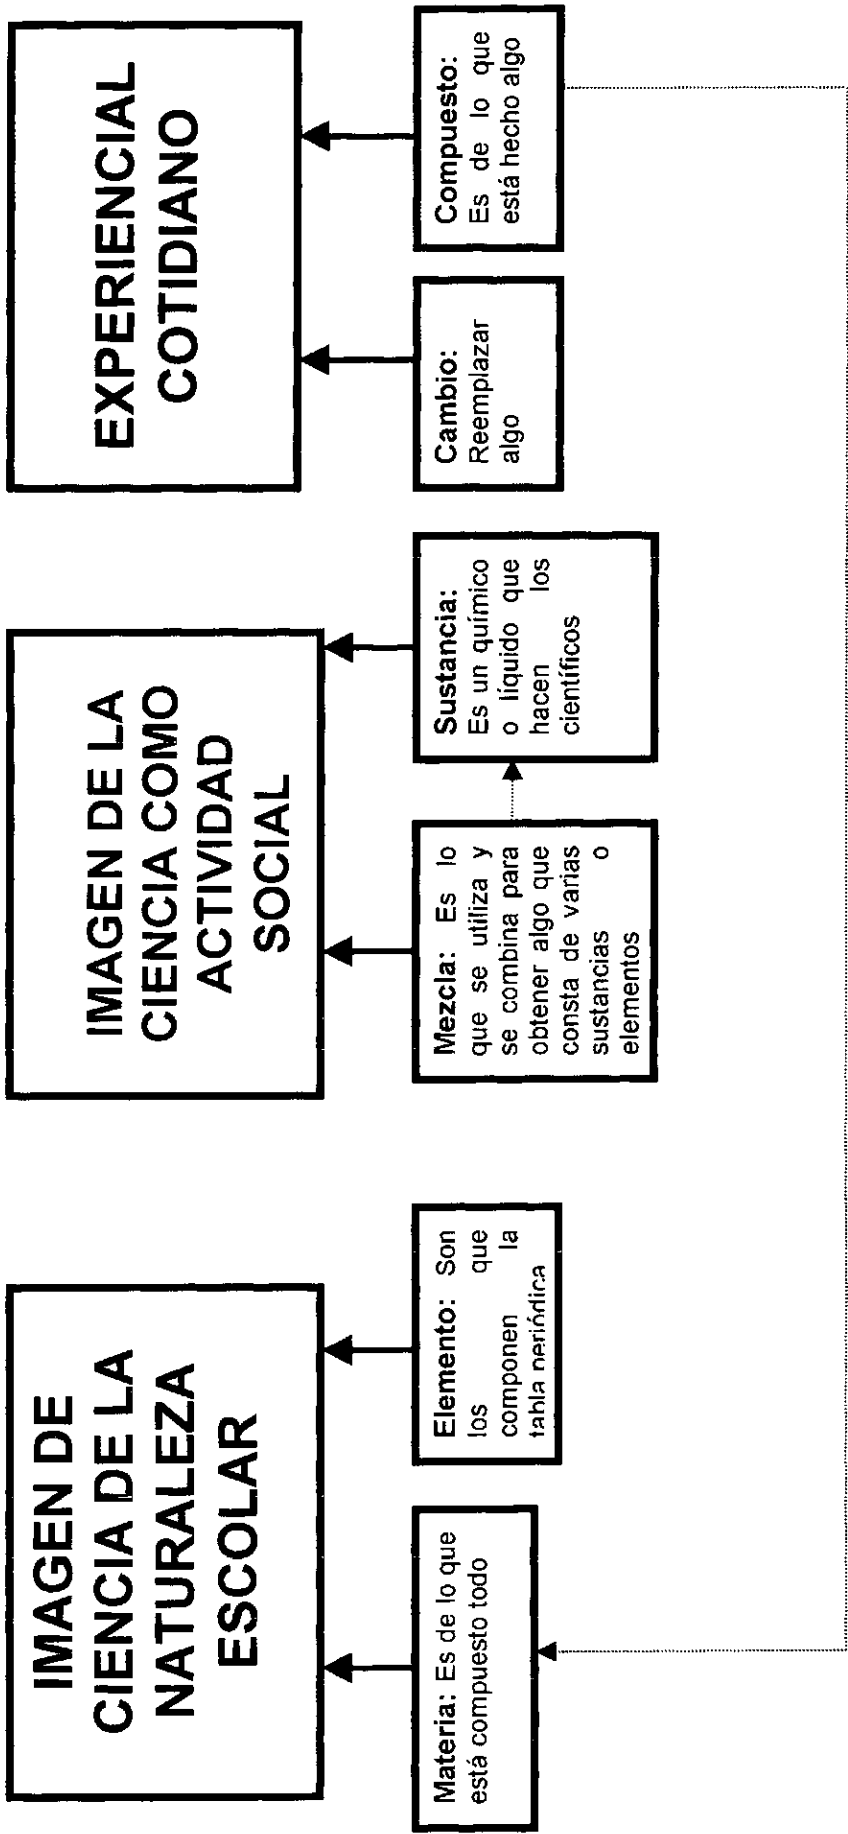 IMAGEN DE
CIENCIA DE LA
NATURALEZA
ESCOLAR
IMAGEN DE LA
CIENCIA COMO
ACTIVIDAD
SOCIAL
EXPERIENCIAL
COTIDIANO
Materia: Es de lo que
está compuesto todo
Elemento: Son
los que
componen la
tabla periódica
Mezcla: Es lo
que se utiliza y
se combina para
obtener algo que
consta de varias
sustancias o
elementos
Sustancia:
Es un químico
o líquido que
hacen los
científicos
Cambio:
Reemplazar
algo
Compuesto:
Es de lo que
está hecho algo